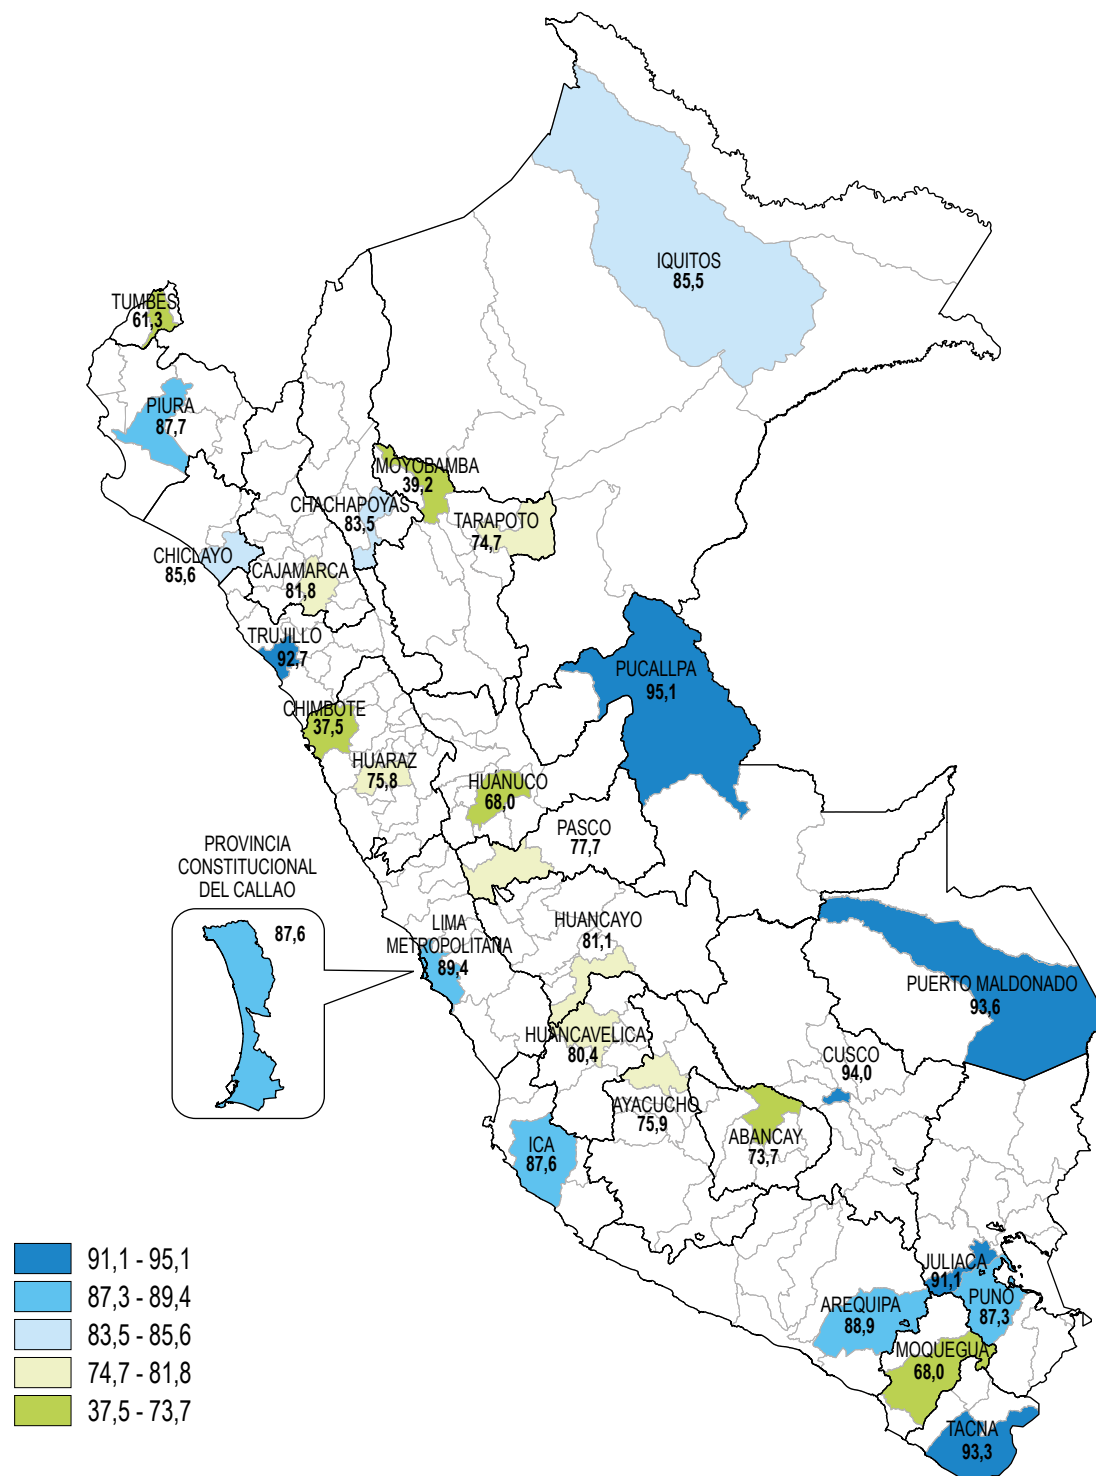 IQUITOS
85,5
TUMBES
61,3
PIURA
87,7
MOYOBAMBA
39,2
CHACHAPOYAS
83,5
TARAPOTO
74,7
CHICLAYO
85,6
CAJAMARCA
81,8
TRUJILLO
92,7
PUCALLPA
95,1
CHIMBOTE
37,5
HUARAZ
75,8
HUÁNUCO
68,0
PASCO
77,7
PROVINCIA
CONSTITUCIONAL
DEL CALLAO
87,6
LIMA
METROPOLITANA
89,4
HUANCAYO
81,1
PUERTO MALDONADO
93,6
HUANCAVELICA
80,4
CUSCO
94,0
AYACUCHO
75,9
ABANCAY
73,7
ICA
87,6
JULIACA
91,1
PUNO
87,3
AREQUIPA
88,9
MOQUEGUA
68,0
TACNA
93,3
91,1 - 95,1
87,3 - 89,4
83,5 - 85,6
74,7 - 81,8
37,5 - 73,7